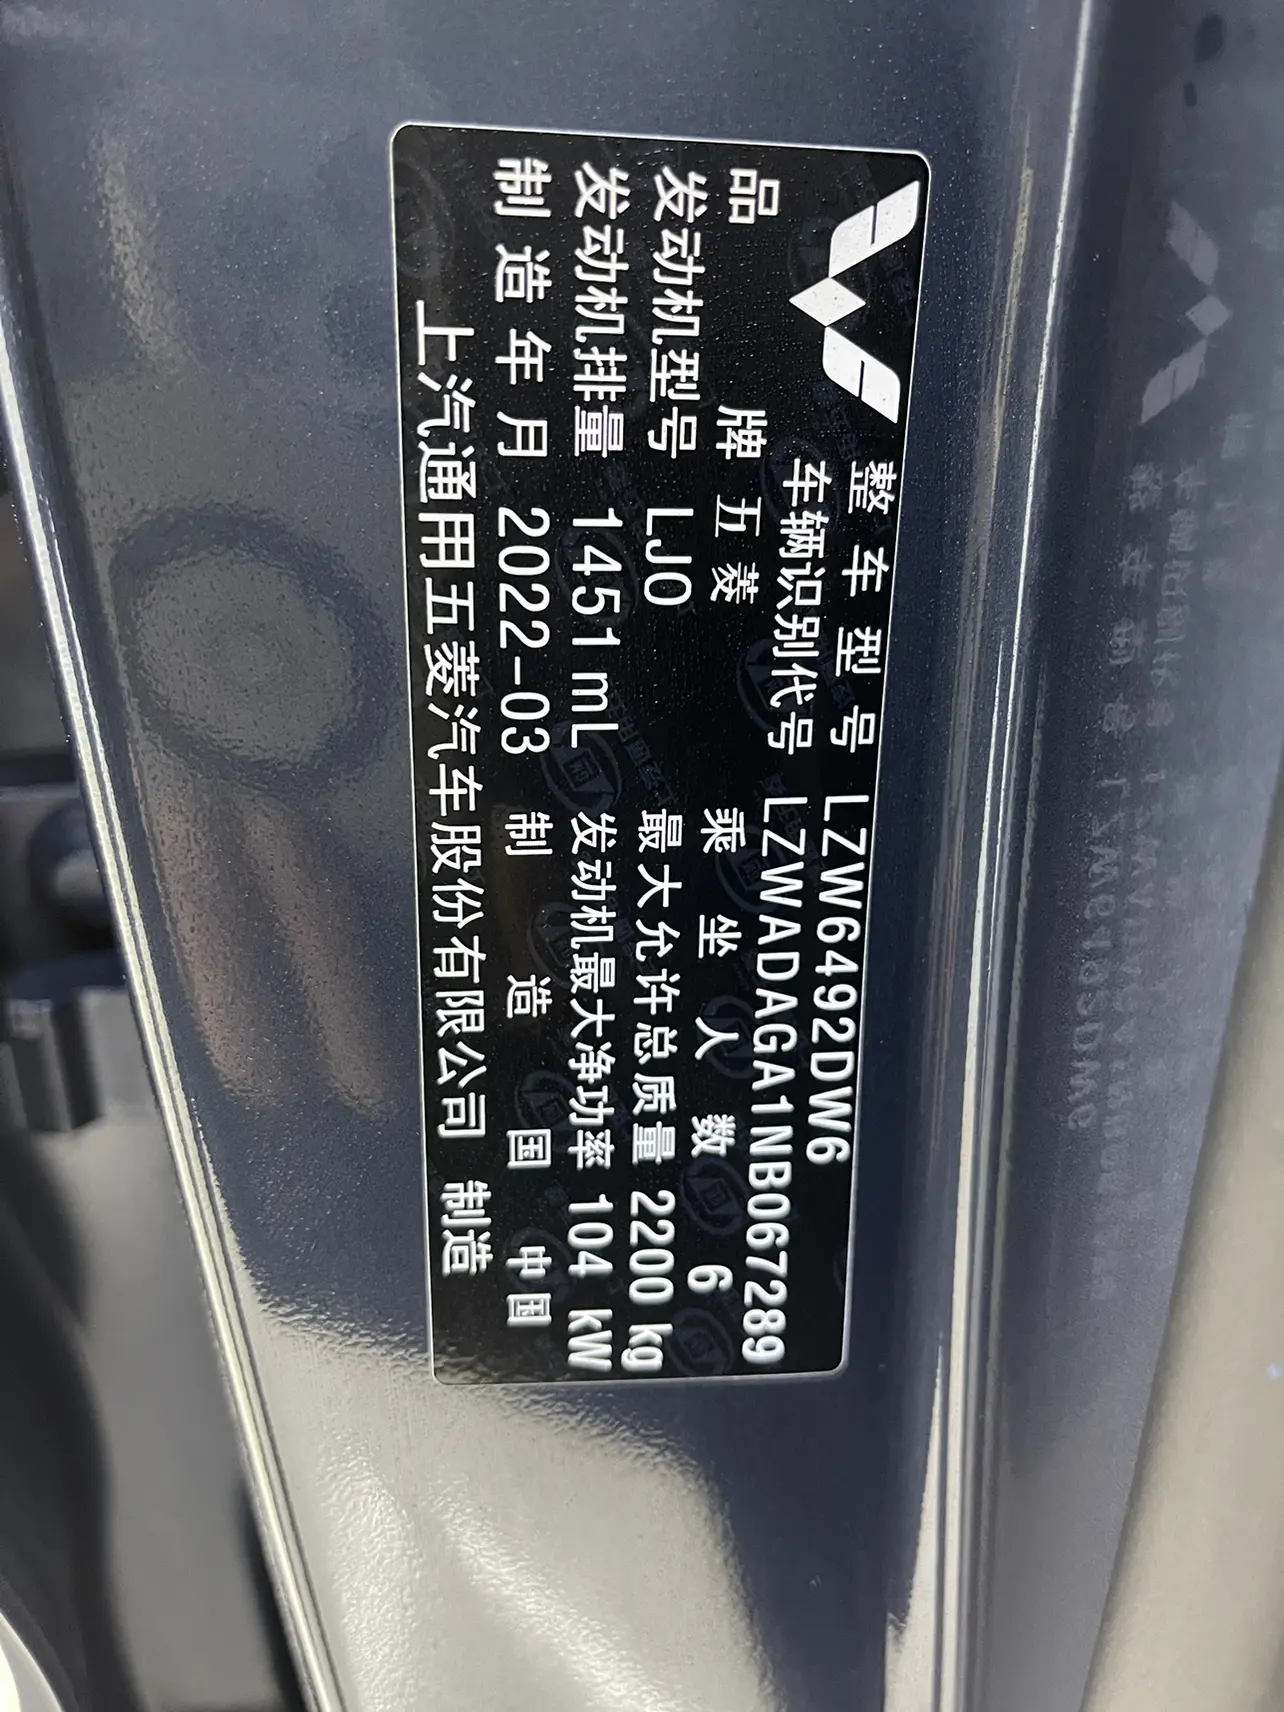 整车型号 LZW6492DW6
车辆识别代号 LZWADAGA1NB067289
品牌 五菱 乘坐人数 6
发动机型号 LJO 最大允许总质量 2200 kg
发动机排量 1451 mL 发动机最大净功率 104 kW
制造年月 2022-03 制造国 中国
上汽通用五菱汽车股份有限公司 制造